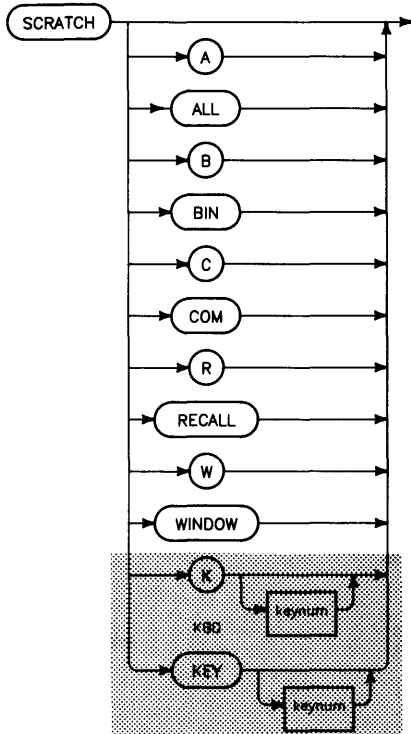 SCRATCH
A
ALL
B
BIN
C
COM
R
RECALL
W
WINDOW
K
keynum
KBD
KEY
keynum